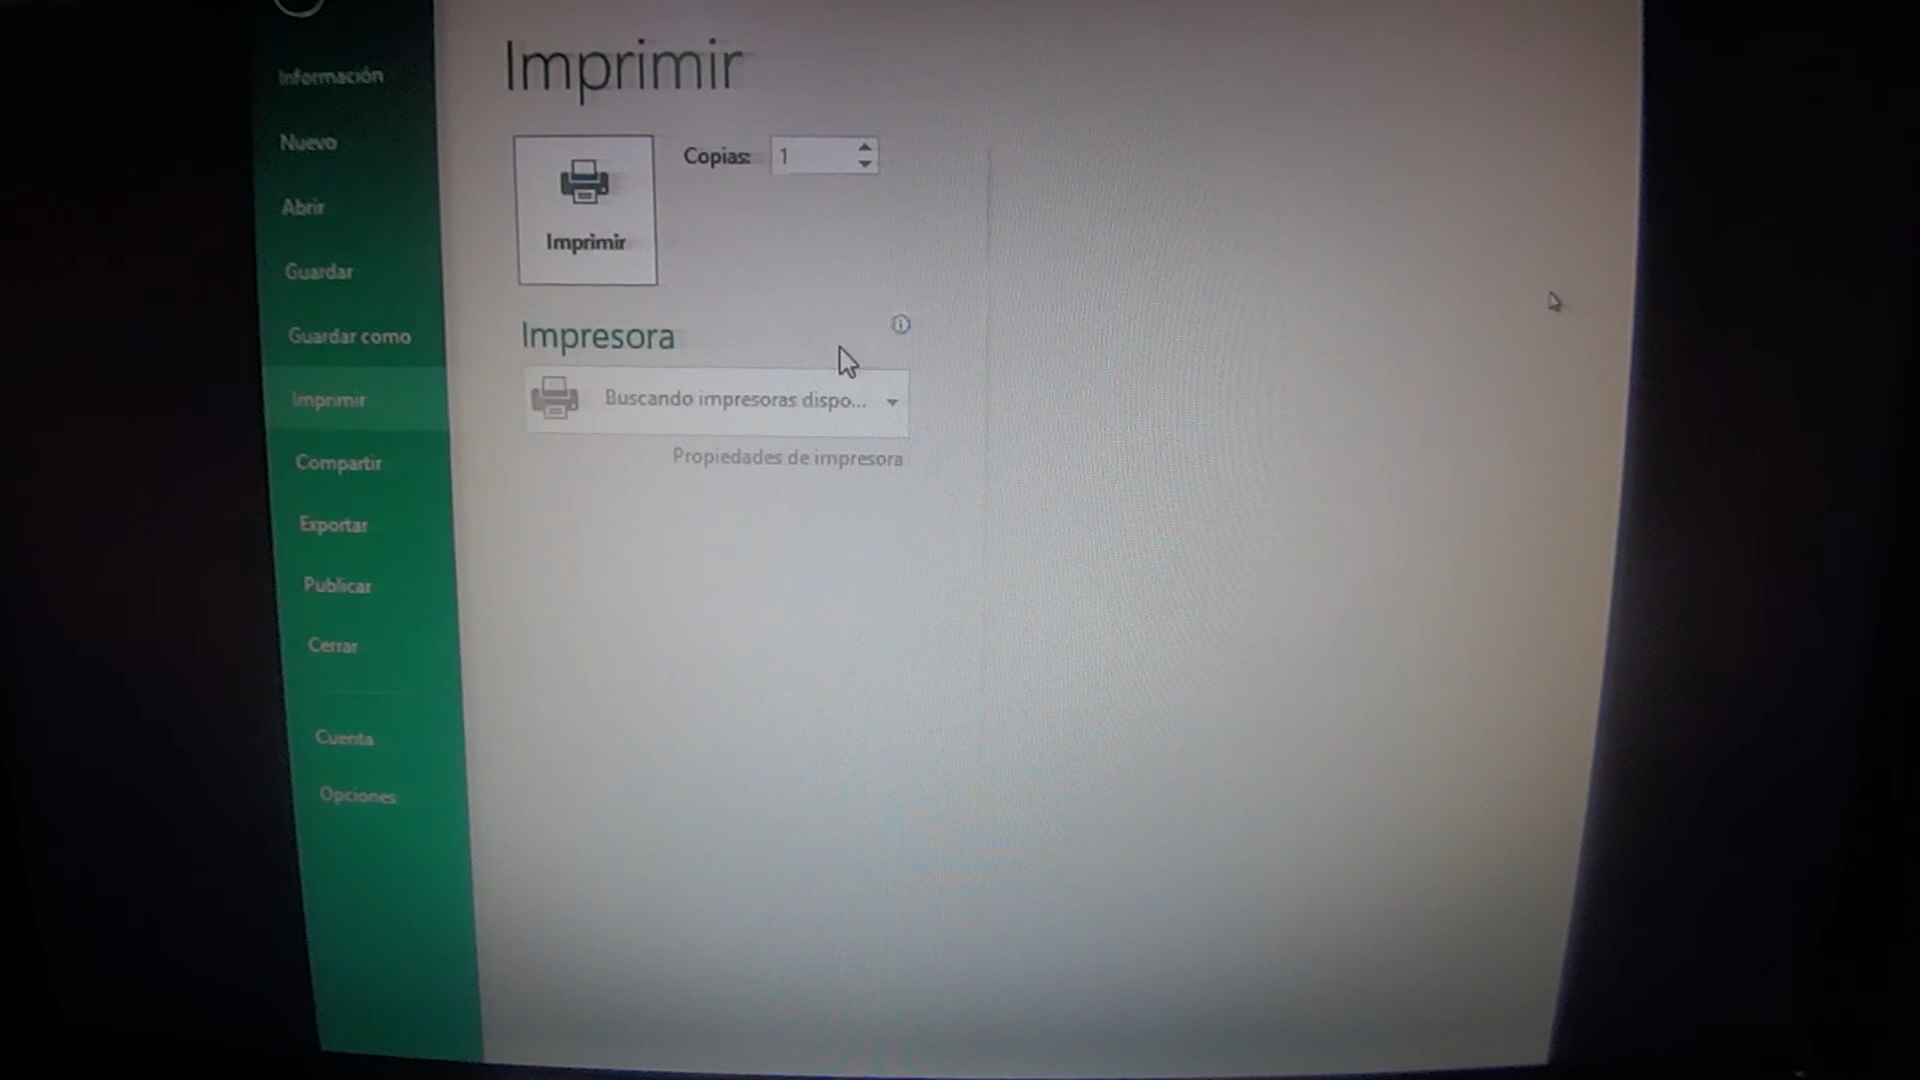 Imprimir
Información
Nuevo
Abrir
Guardar
Guardar como
Imprimir
Compartir
Exportar
Publicar
Cerrar
Cuenta
Opciones
Copias: 1
Imprimir
Impresora
Buscando impresoras dispo...
Propiedades de impresora